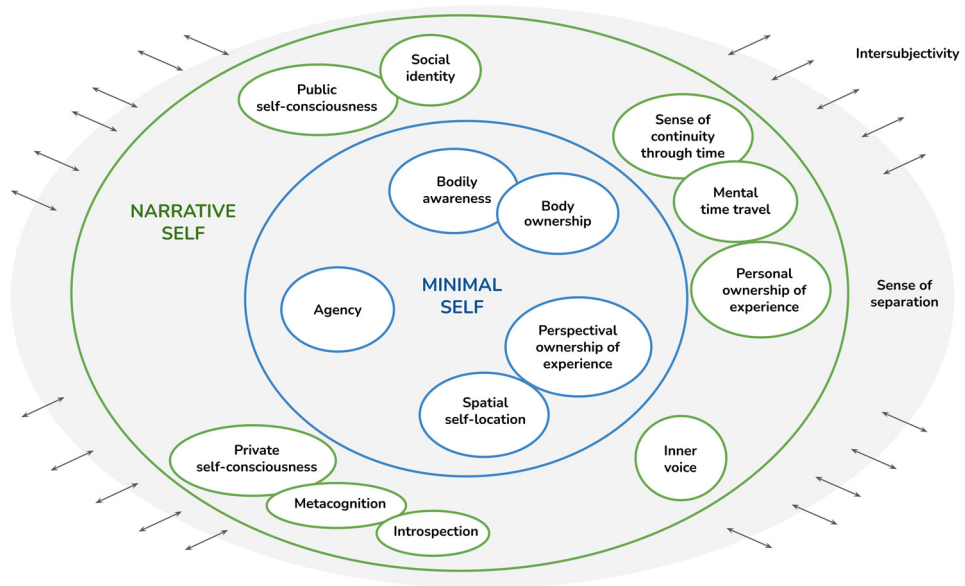 Intersubjectivity
Social
identity
Public
self-consciousness
Sense of
continuity
through time
Mental
time travel
Personal
ownership of
experience
Sense of
separation
NARRATIVE
SELF
Bodily
awareness
Body
ownership
MINIMAL
SELF
Agency
Perspectival
ownership of
experience
Spatial
self-location
Inner
voice
Private
self-consciousness
Metacognition
Introspection